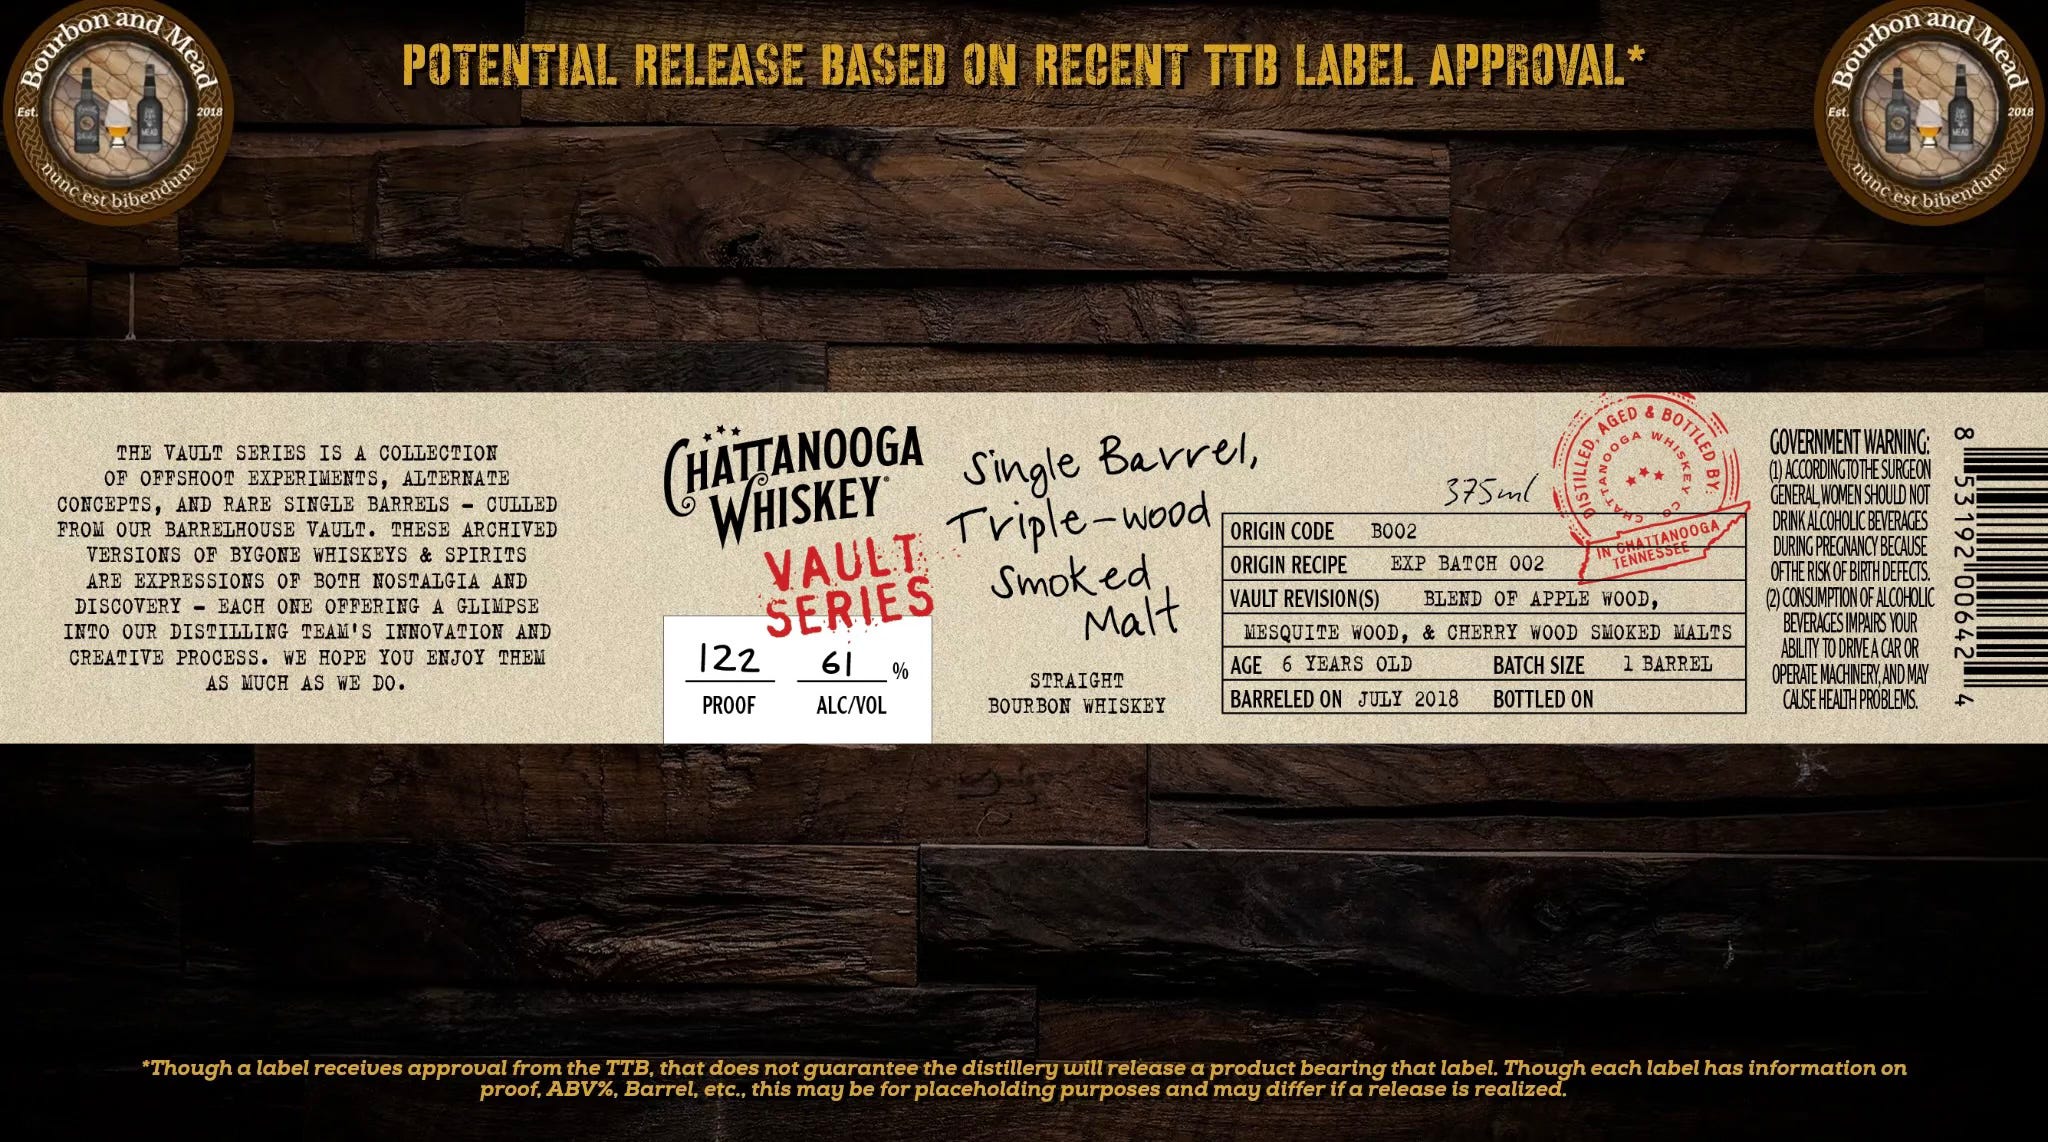 Bourbon and Mead
Est. 2018
MEAD
nunc est bibendum
POTENTIAL RELEASE BASED ON RECENT TTB LABEL APPROVAL*
Bourbon and Mead
Est. 2018
MEAD
nunc est bibendum
THE VAULT SERIES IS A COLLECTION
OF OFFSHOOT EXPERIMENTS, ALTERNATE
CONCEPTS, AND RARE SINGLE BARRELS - CULLED
FROM OUR BARRELHOUSE VAULT. THESE ARCHIVED
VERSIONS OF BYGONE WHISKEYS & SPIRITS
ARE EXPRESSIONS OF BOTH NOSTALGIA AND
DISCOVERY - EACH ONE OFFERING A GLIMPSE
INTO OUR DISTILLING TEAM'S INNOVATION AND
CREATIVE PROCESS. WE HOPE YOU ENJOY THEM
AS MUCH AS WE DO.
CHATTANOOGA
WHISKEY®
VAULT
SERIES
122 61 %
PROOF ALC/VOL
Single Barrel,
Triple-wood
Smoked
Malt
STRAIGHT
BOURBON WHISKEY
375ml
DISTILLED, AGED & BOTTLED BY:
CHATTANOOGA WHISKEY CO.
IN CHATTANOOGA
TENNESSEE
ORIGIN CODE B002
ORIGIN RECIPE EXP BATCH 002
VAULT REVISION(S) BLEND OF APPLE WOOD,
MESQUITE WOOD, & CHERRY WOOD SMOKED MALTS
AGE 6 YEARS OLD BATCH SIZE 1 BARREL
BARRELED ON JULY 2018 BOTTLED ON
GOVERNMENT WARNING:
(1) ACCORDING TO THE SURGEON
GENERAL, WOMEN SHOULD NOT
DRINK ALCOHOLIC BEVERAGES
DURING PREGNANCY BECAUSE
OF THE RISK OF BIRTH DEFECTS.
(2) CONSUMPTION OF ALCOHOLIC
BEVERAGES IMPAIRS YOUR
ABILITY TO DRIVE A CAR OR
OPERATE MACHINERY, AND MAY
CAUSE HEALTH PROBLEMS.
8 53192 00642 4
*Though a label receives approval from the TTB, that does not guarantee the distillery will release a product bearing that label. Though each label has information on
proof, ABV%, Barrel, etc., this may be for placeholding purposes and may differ if a release is realized.